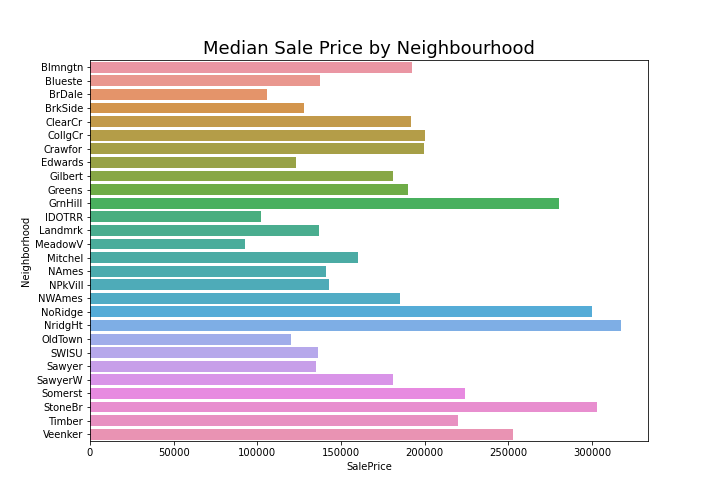 Median Sale Price by Neighbourhood
Blmngtn
Blueste
BrDale
BrkSide
ClearCr
CollgCr
Crawfor
Edwards
Gilbert
Greens
GrnHill
IDOTRR
Landmrk
MeadowV
Mitchel
NAmes
NPkVill
NWAmes
NoRidge
NridgHt
OldTown
SWISU
Sawyer
SawyerW
Somerst
StoneBr
Timber
Veenker
Neighborhood
0 50000 100000 150000 200000 250000 300000
SalePrice